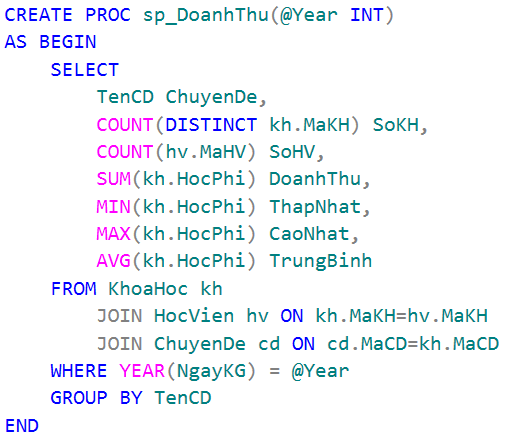 CREATE PROC sp_DoanhThu(@Year INT)
AS BEGIN
    SELECT
        TenCD ChuyenDe,
        COUNT(DISTINCT kh.MaKH) SoKH,
        COUNT(hv.MaHV) SoHV,
        SUM(kh.HocPhi) DoanhThu,
        MIN(kh.HocPhi) ThapNhat,
        MAX(kh.HocPhi) CaoNhat,
        AVG(kh.HocPhi) TrungBinh
    FROM KhoaHoc kh
        JOIN HocVien hv ON kh.MaKH=hv.MaKH
        JOIN ChuyenDe cd ON cd.MaCD=kh.MaCD
    WHERE YEAR(NgayKG) = @Year
    GROUP BY TenCD
END